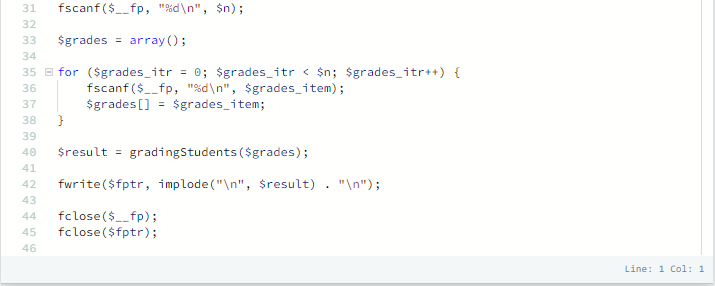 31 fscanf($__fp, "%d\n", $n);
32
33 $grades = array();
34
35 for ($grades_itr = 0; $grades_itr < $n; $grades_itr++) {
36     fscanf($__fp, "%d\n", $grades_item);
37     $grades[] = $grades_item;
38 }
39
40 $result = gradingStudents($grades);
41
42 fwrite($fptr, implode("\n", $result) . "\n");
43
44 fclose($__fp);
45 fclose($fptr);
46
Line: 1 Col: 1